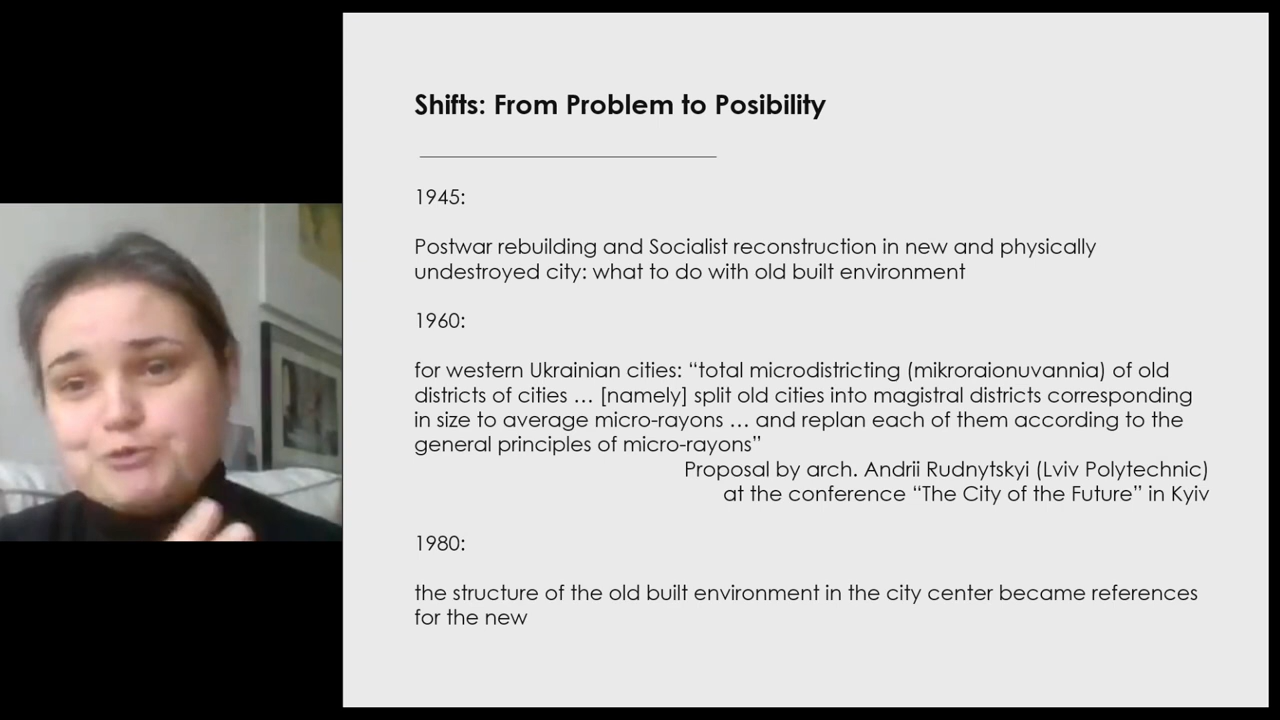 Shifts: From Problem to Posibility
1945:
Postwar rebuilding and Socialist reconstruction in new and physically
undestroyed city: what to do with old built environment
1960:
for western Ukrainian cities: “total microdistricting (mikroraionuvannia) of old
districts of cities … [namely] split old cities into magistral districts corresponding
in size to average micro-rayons … and replan each of them according to the
general principles of micro-rayons”
Proposal by arch. Andrii Rudnytskyi (Lviv Polytechnic)
at the conference “The City of the Future” in Kyiv
1980:
the structure of the old built environment in the city center became references
for the new